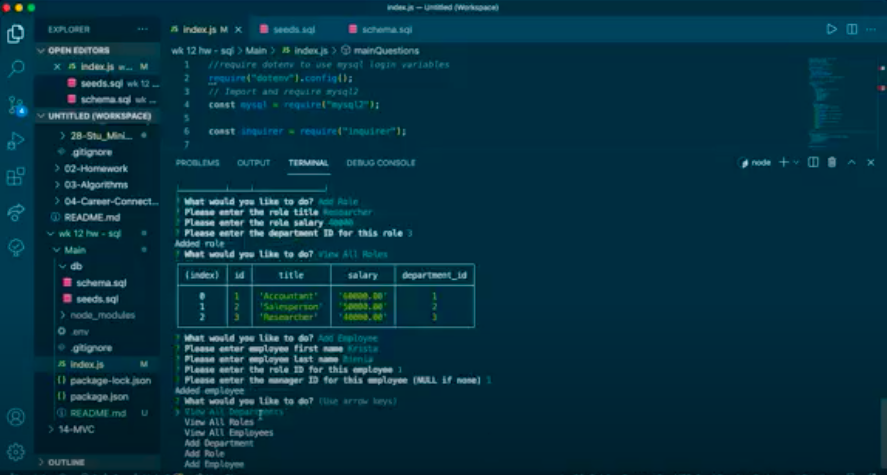 index.js — Untitled (Workspace)
EXPLORER
OPEN EDITORS
index.js wk ... M
seeds.sql wk 12 ...
schema.sql wk ...
UNTITLED (WORKSPACE)
28-Stu_Mini...
.gitignore
02-Homework
03-Algorithms
04-Career-Connect...
README.md
wk 12 hw - sql
Main
db
schema.sql
seeds.sql
node_modules
.env
.gitignore
index.js M
package-lock.json
package.json
README.md U
14-MVC
OUTLINE
4
index.js M
seeds.sql
schema.sql
wk 12 hw - sql > Main > JS index.js > mainQuestions
1 //require dotenv to use mysql login variables
2 require("dotenv").config();
3 // Import and require mysql2
4 const mysql = require("mysql2");
5
6 const inquirer = require("inquirer");
7
PROBLEMS OUTPUT TERMINAL DEBUG CONSOLE
node
? What would you like to do? Add Role
? Please enter the role title Researcher
? Please enter the role salary 40000
? Please enter the department ID for this role 3
Added role
? What would you like to do? View All Roles
(index) id title salary department_id
0 1 'Accountant' '60000.00' 1
1 2 'Salesperson' '50000.00' 2
2 3 'Researcher' '40000.00' 3
? What would you like to do? Add Employee
? Please enter employee first name Krista
? Please enter employee last name
? Please enter the role ID for this employee 1
? Please enter the manager ID for this employee (NULL if none) 1
Added employee
? What would you like to do? (Use arrow keys)
> View All Departments
View All Roles
View All Employees
Add Department
Add Role
Add Employee